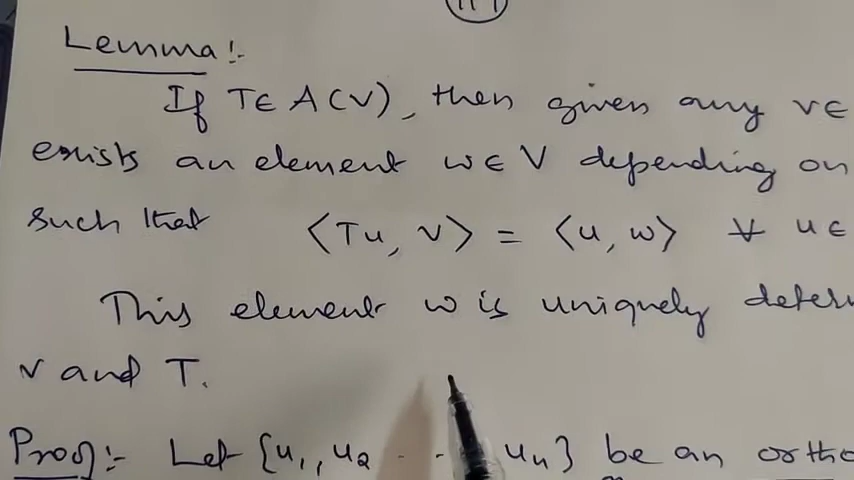 Lemma :-
If T∈ A(V), then given any v∈
exists an element w∈V depending on
such that <Tu, v> = <u, w> ∀ u∈
This element w is uniquely deter
v and T.
Proof:- Let {u1, u2 - - - un} be an ortho